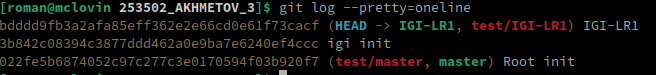 [roman@mclovin 253502_AKHMETOV_3]$ git log --pretty=oneline
bdddd9fb3a2afa85eff362e2e66cd0e61f73cacf (HEAD -> IGI-LR1, test/IGI-LR1) IGI-LR1
3b842c08394c3877ddd462a0e9ba7e6240ef4ccc igi init
022fe5b6874052c97c277c3e0170594f03b920f7 (test/master, master) Root init